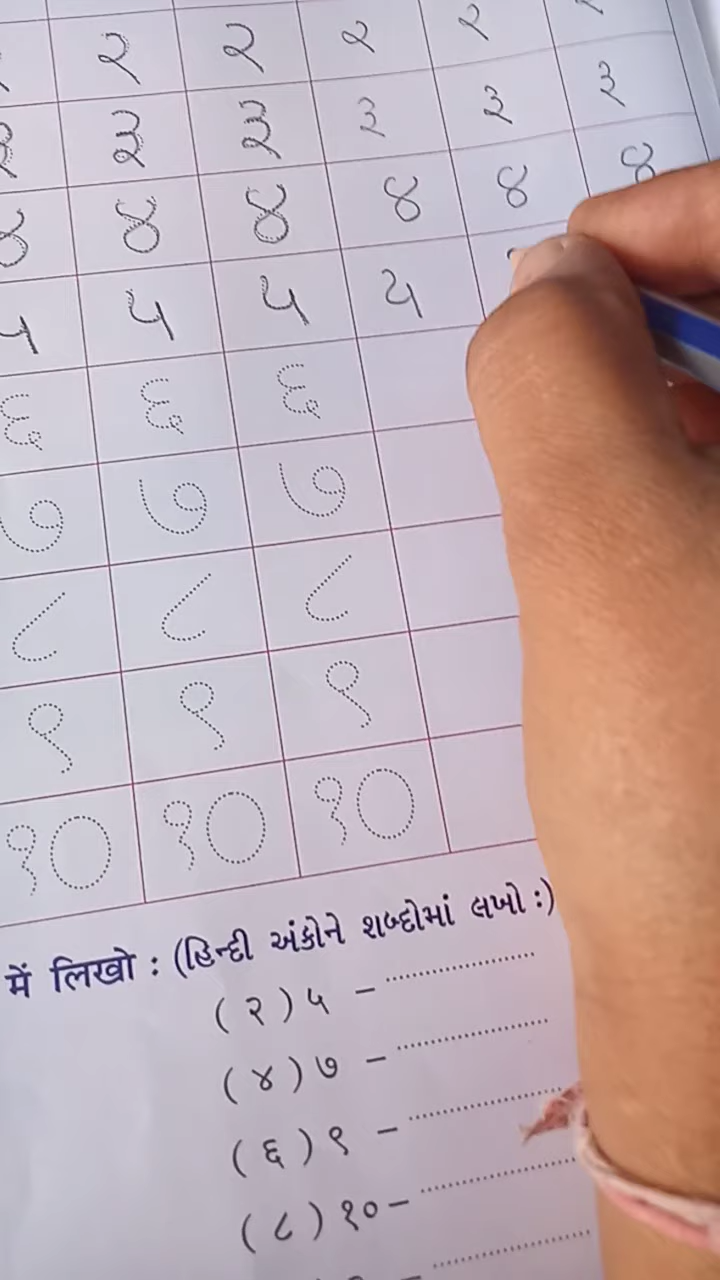 २ २ २ २
३ ३ ३ ३ ३
४ ४ ४ ४ ४ ४
५ ५ ५ ५
६ ६ ६
७ ७ ७
८ ८ ८
९ ९ ९
१० १० १०
में लिखो : (હિન્દી અંકોને શબ્દોમાં લખો :)
( २ ) ५ –
( ४ ) ७ –
( ६ ) ९ –
( ८ ) १० –